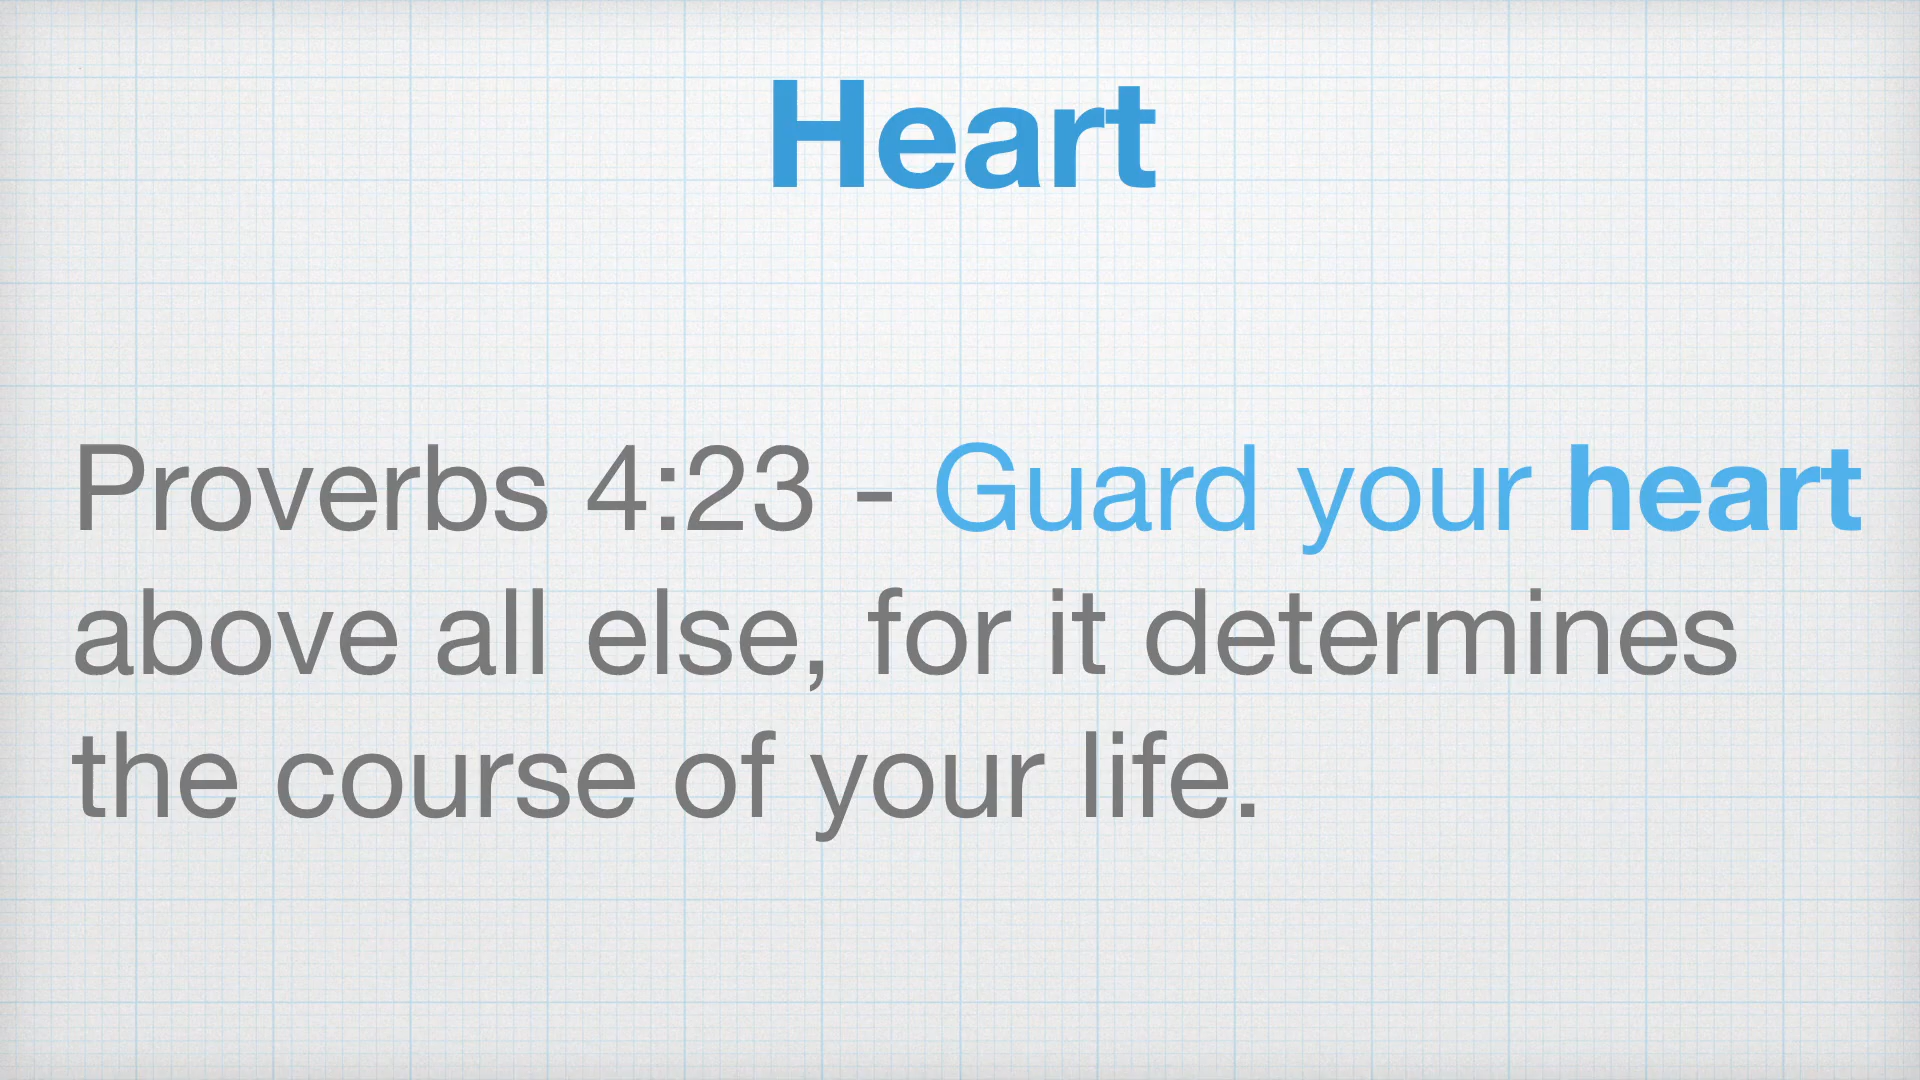 Heart
Proverbs 4:23 - Guard your heart
above all else, for it determines
the course of your life.